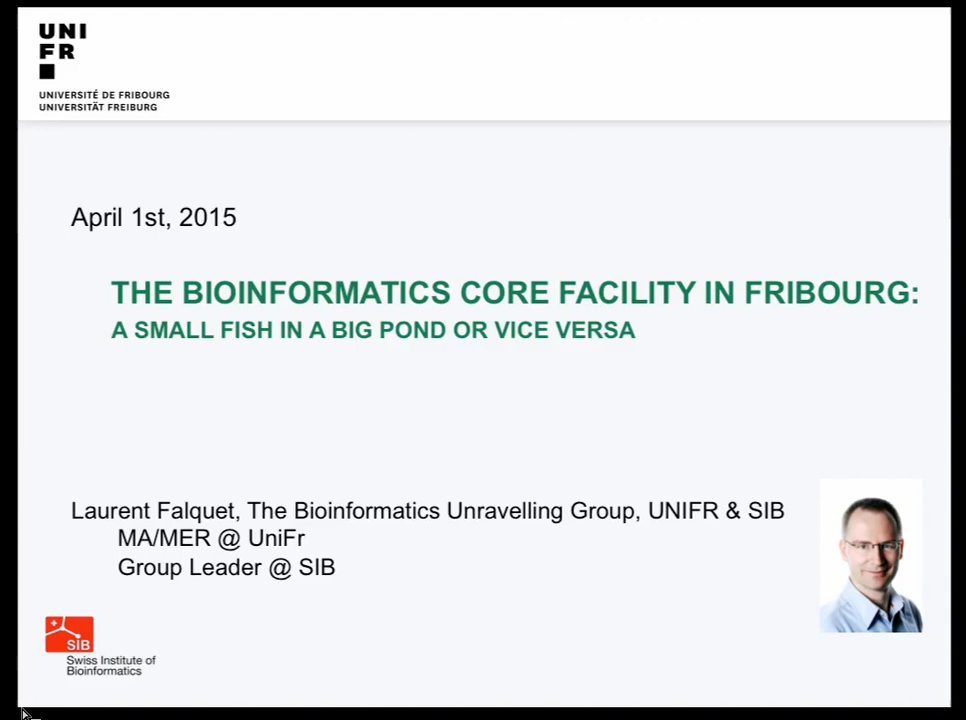 UNI
FR
UNIVERSITÉ DE FRIBOURG
UNIVERSITÄT FREIBURG
April 1st, 2015
THE BIOINFORMATICS CORE FACILITY IN FRIBOURG:
A SMALL FISH IN A BIG POND OR VICE VERSA
Laurent Falquet, The Bioinformatics Unravelling Group, UNIFR & SIB
MA/MER @ UniFr
Group Leader @ SIB
SIB
Swiss Institute of
Bioinformatics